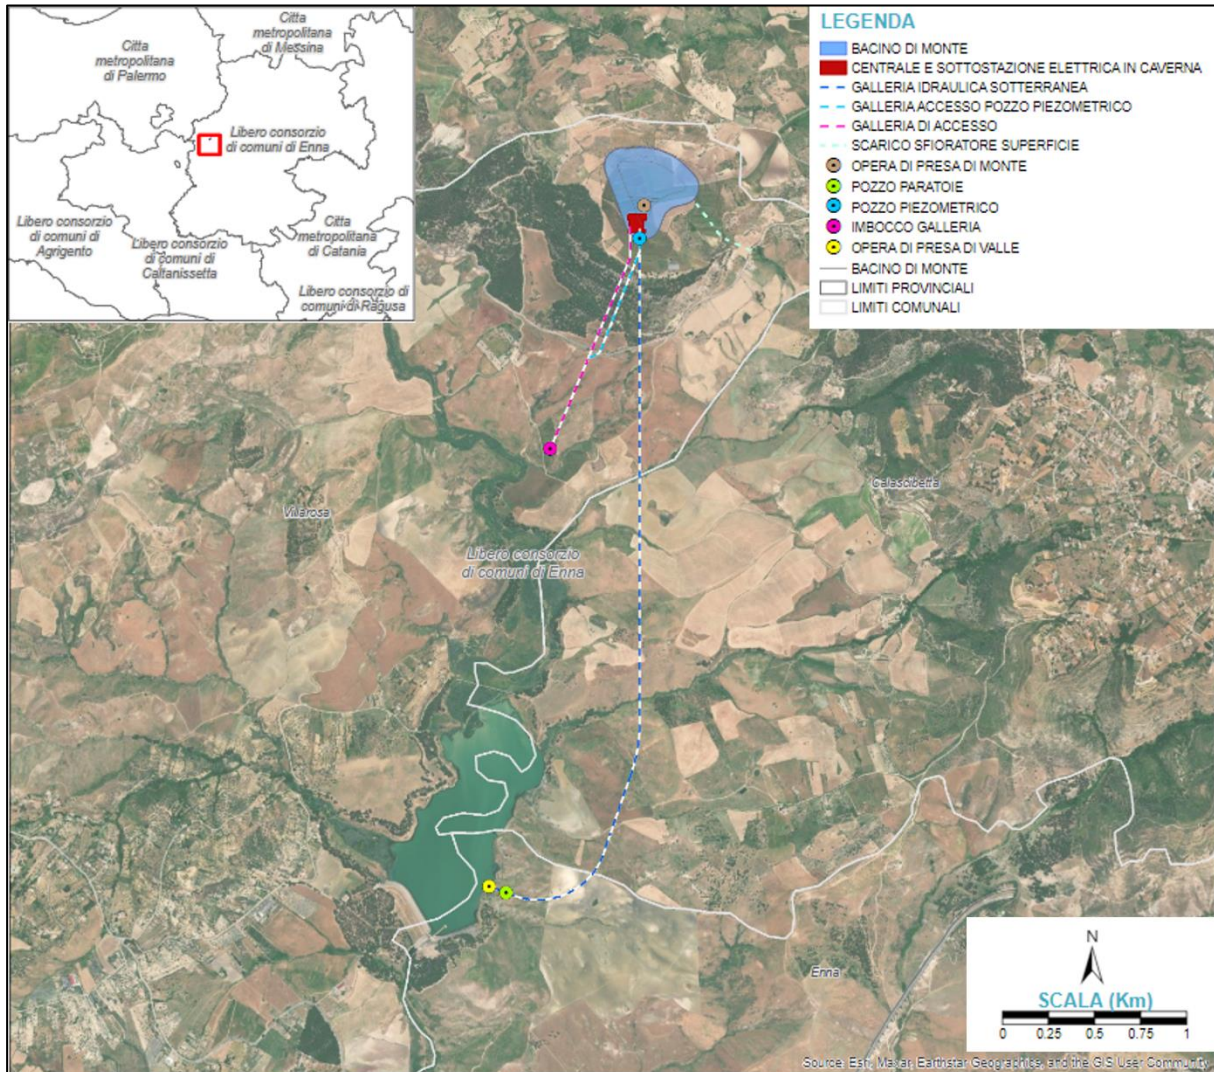 Citta
metropolitana
di Messina
Citta
metropolitana
di Palermo
Libero consorzio
di comuni di Enna
Libero consorzio
di comuni di
Agrigento
Libero consorzio
di comuni di
Caltanissetta
Citta
metropolitana
di Catania
Libero consorzio di
comuni di Ragusa
LEGENDA
BACINO DI MONTE
CENTRALE E SOTTOSTAZIONE ELETTRICA IN CAVERNA
GALLERIA IDRAULICA SOTTERRANEA
GALLERIA ACCESSO POZZO PIEZOMETRICO
GALLERIA DI ACCESSO
SCARICO SFIORATORE SUPERFICIE
OPERA DI PRESA DI MONTE
POZZO PARATOIE
POZZO PIEZOMETRICO
IMBOCCO GALLERIA
OPERA DI PRESA DI VALLE
BACINO DI MONTE
LIMITI PROVINCIALI
LIMITI COMUNALI
Calascibetta
Villarosa
Libero consorzio
di comuni di Enna
Enna
N
SCALA (Km)
0 0.25 0.5 0.75 1
Source: Esri, Maxar, Earthstar Geographics, and the GIS User Community